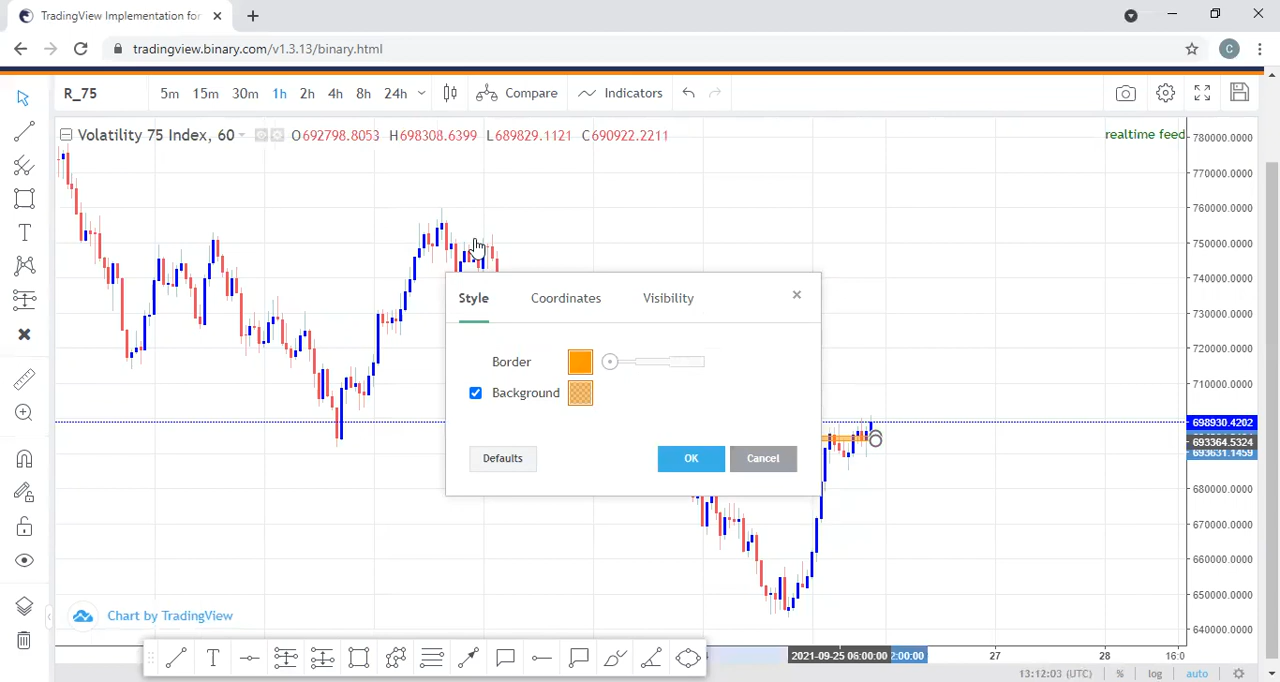 TradingView Implementation for
tradingview.binary.com/v1.3.13/binary.html
C
R_75 5m 15m 30m 1h 2h 4h 8h 24h Compare Indicators
Volatility 75 Index, 60 O692798.8053 H698308.6399 L689829.1121 C690922.2211
realtime feed
780000.0000
770000.0000
760000.0000
750000.0000
740000.0000
730000.0000
720000.0000
710000.0000
698930.4202
693364.5324
693631.1459
680000.0000
670000.0000
660000.0000
650000.0000
640000.0000
Style Coordinates Visibility
Border
Background
Defaults OK Cancel
Chart by TradingView
2021-09-25 06:00:00 2:00:00 27 28 16:0
13:12:03 (UTC) % log auto